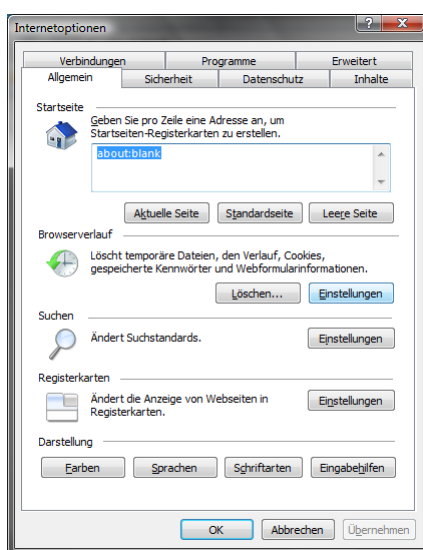 Internetoptionen
Verbindungen Programme Erweitert
Allgemein Sicherheit Datenschutz Inhalte
Startseite
Geben Sie pro Zeile eine Adresse an, um
Startseiten-Registerkarten zu erstellen.
about:blank
Aktuelle Seite Standardseite Leere Seite
Browserverlauf
Löscht temporäre Dateien, den Verlauf, Cookies,
gespeicherte Kennwörter und Webformularinformationen.
Löschen... Einstellungen
Suchen
Ändert Suchstandards. Einstellungen
Registerkarten
Ändert die Anzeige von Webseiten in Einstellungen
Registerkarten.
Darstellung
Farben Sprachen Schriftarten Eingabehilfen
OK Abbrechen Übernehmen